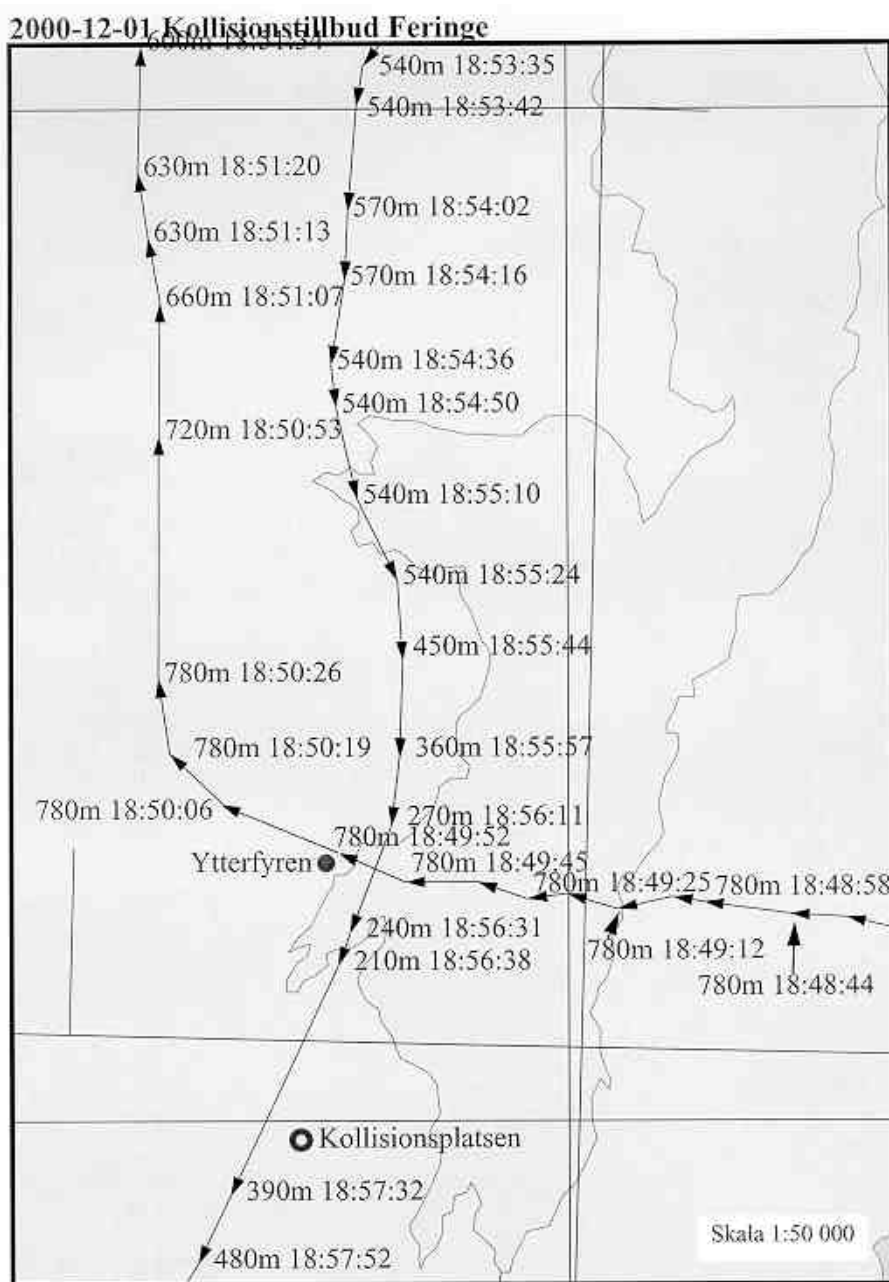 2000-12-01 Kollisionstillbud Feringe
600m 18:51:34
540m 18:53:35
540m 18:53:42
630m 18:51:20
570m 18:54:02
630m 18:51:13
570m 18:54:16
660m 18:51:07
540m 18:54:36
540m 18:54:50
720m 18:50:53
540m 18:55:10
540m 18:55:24
450m 18:55:44
780m 18:50:26
780m 18:50:19
360m 18:55:57
780m 18:50:06
270m 18:56:11
780m 18:49:52
Ytterfyren
780m 18:49:45
780m 18:49:25
780m 18:48:58
240m 18:56:31
780m 18:49:12
210m 18:56:38
780m 18:48:44
Kollisionsplatsen
390m 18:57:32
Skala 1:50 000
480m 18:57:52